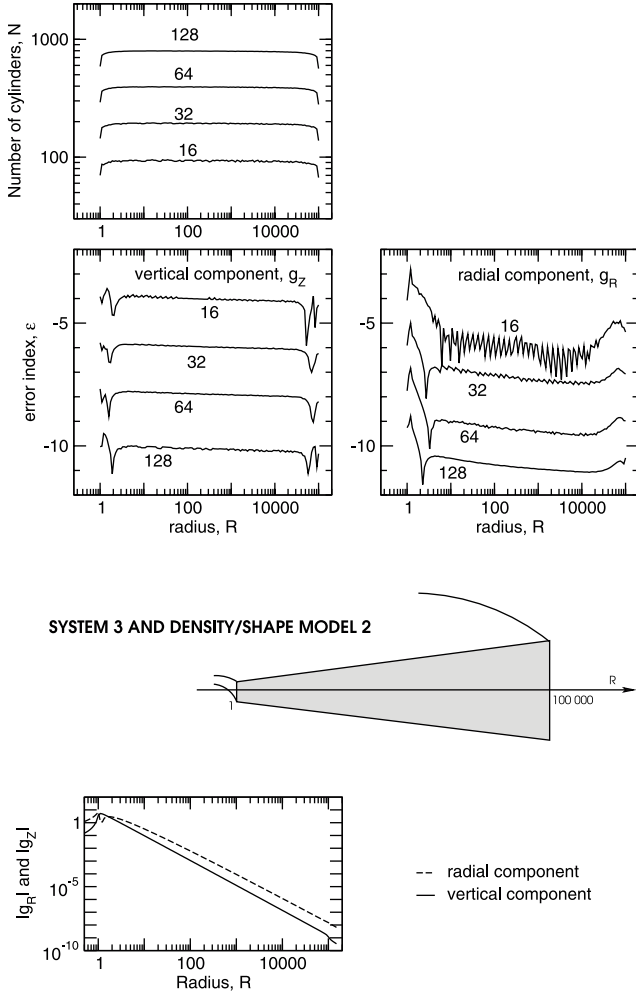 Number of cylinders, N
1000
100
128
64
32
16
1
100
10000
error index, ε
-5
-10
vertical component, g_Z
16
32
64
128
1
100
10000
radius, R
radial component, g_R
-5
-10
16
32
64
128
1
100
10000
radius, R
SYSTEM 3 AND DENSITY/SHAPE MODEL 2
R
1
100 000
|g_R| and |g_Z|
1
10^-5
10^-10
1
100
10000
Radius, R
radial component
vertical component